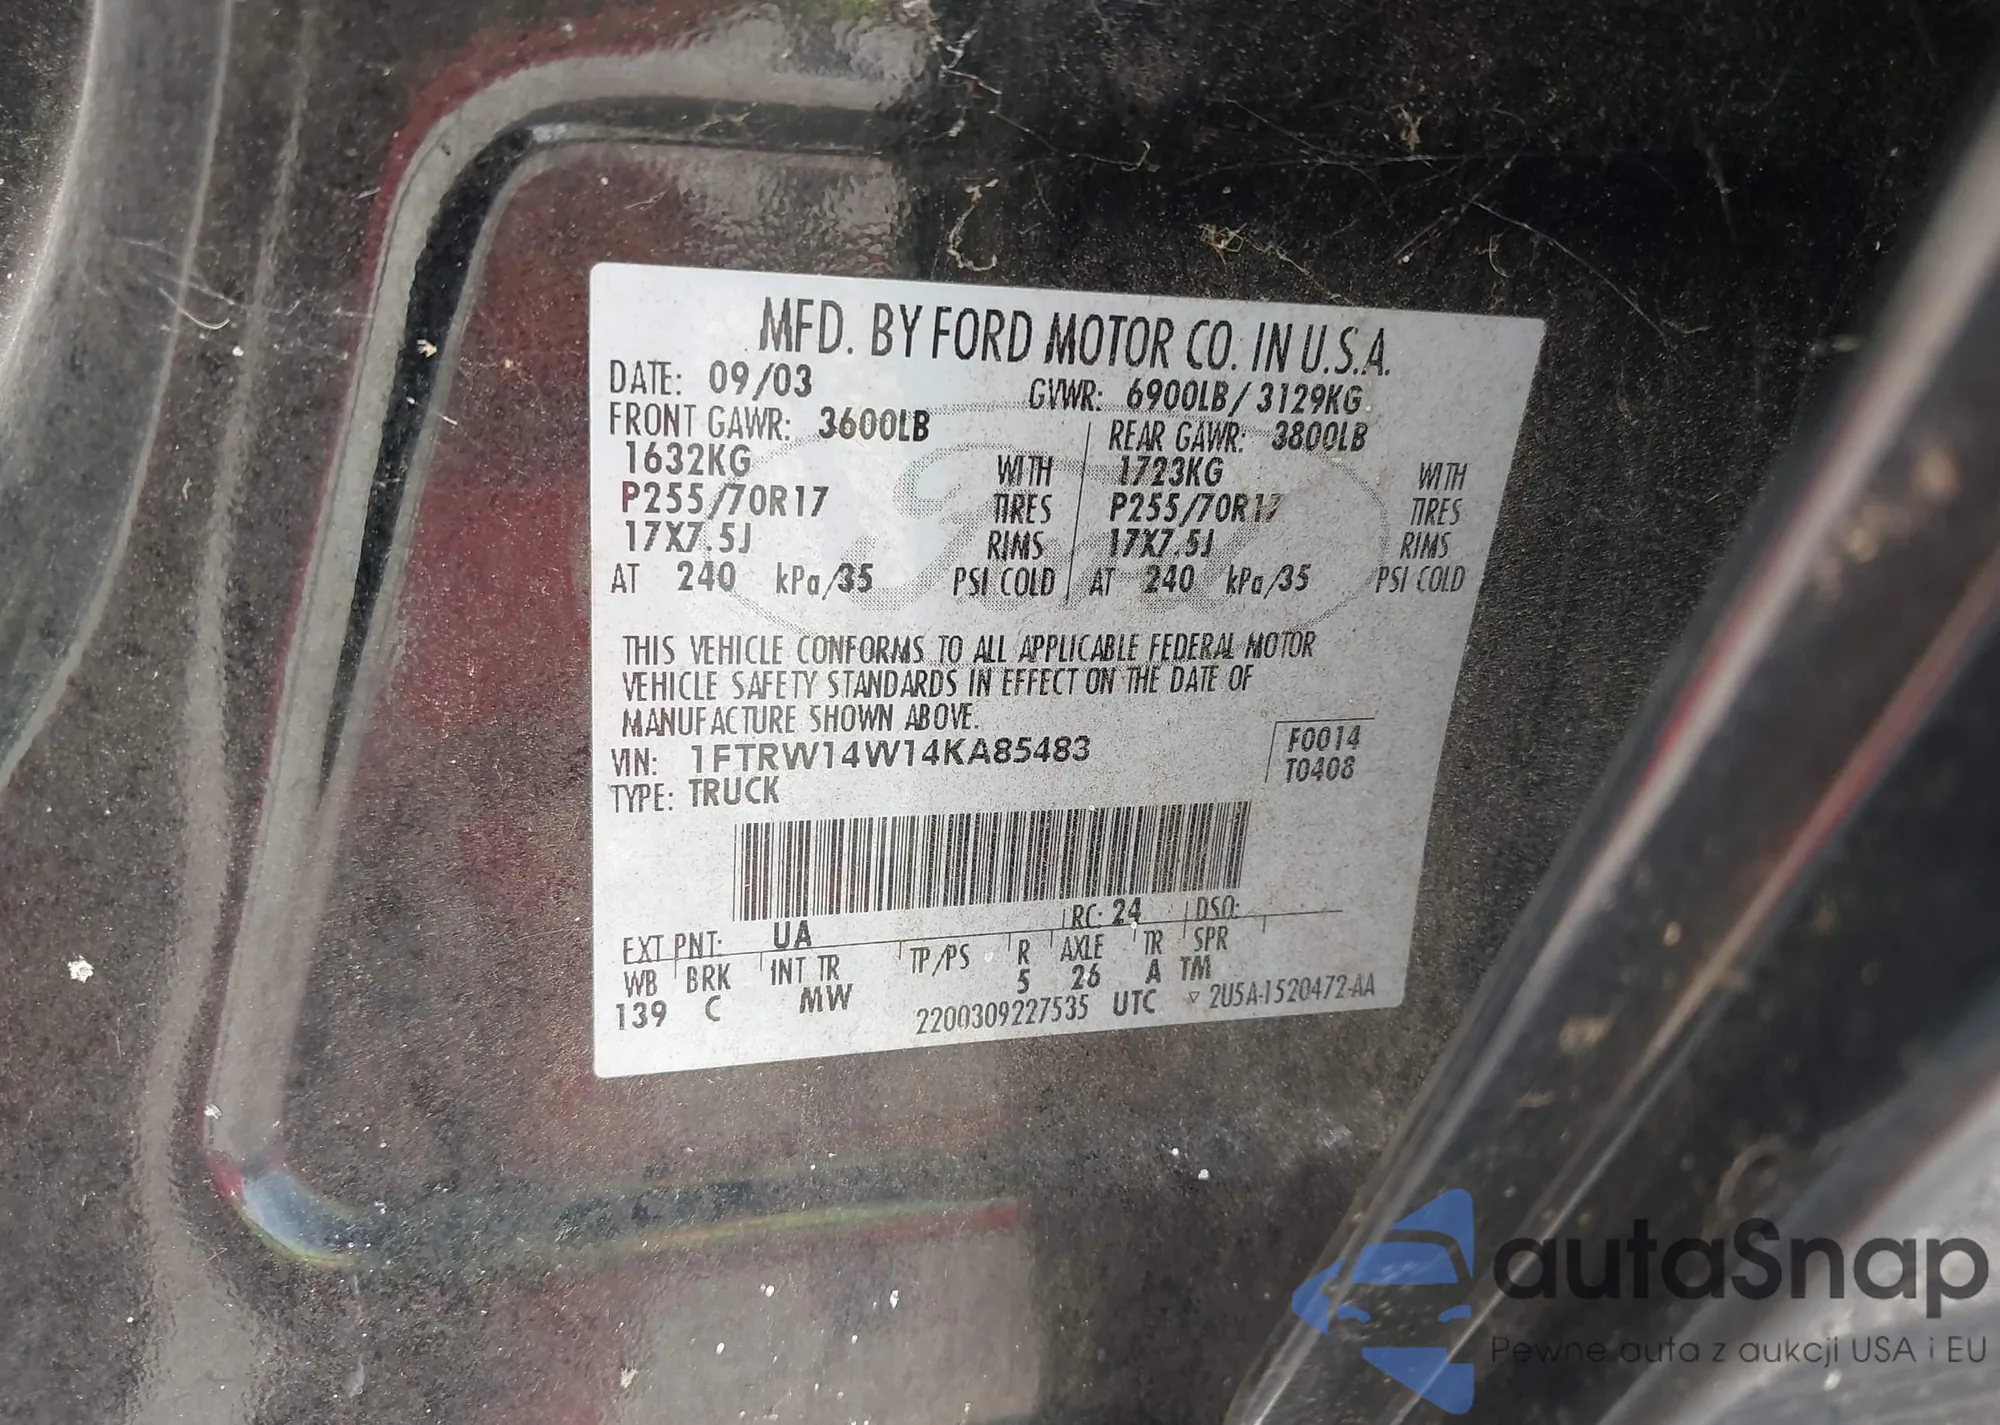 MFD. BY FORD MOTOR CO. IN U.S.A.
DATE: 09/03 GVWR: 6900LB/3129KG
FRONT GAWR: 3600LB REAR GAWR: 3800LB
1632KG WITH 1723KG WITH
P255/70R17 TIRES P255/70R17 TIRES
17X7.5J RIMS 17X7.5J RIMS
AT 240 kPa/35 PSI COLD AT 240 kPa/35 PSI COLD
THIS VEHICLE CONFORMS TO ALL APPLICABLE FEDERAL MOTOR
VEHICLE SAFETY STANDARDS IN EFFECT ON THE DATE OF
MANUFACTURE SHOWN ABOVE.
VIN: 1FTRW14W14KA85483 F0014
TYPE: TRUCK T0408
EXT PNT: UA RC: 24 DSO:
WB BRK INT TR TP/PS R AXLE TR SPR
139 C MW 5 26 A TM
2200309227535 UTC ▽ 2U5A-1520472-AA
autaSnap
Pewne auta z aukcji USA i EU